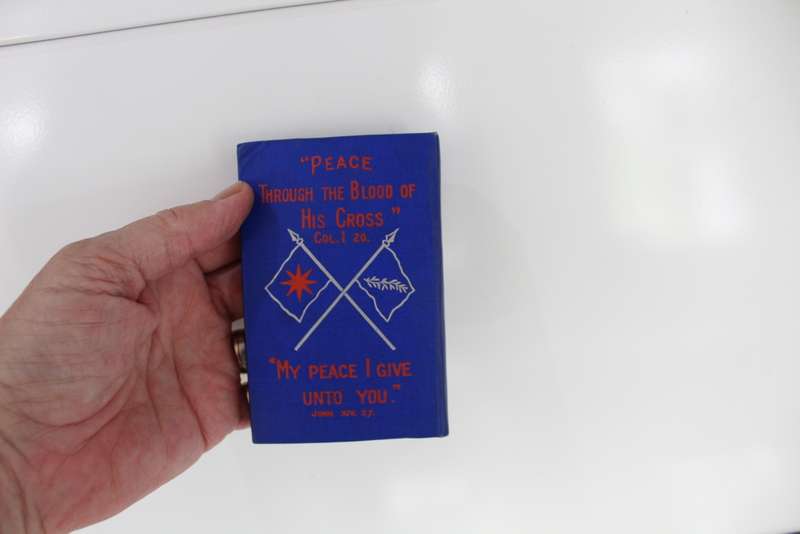 "PEACE
THROUGH THE BLOOD OF
HIS CROSS"
COL. I 20.
"MY PEACE I GIVE
UNTO YOU."
JOHN XIV. 27.